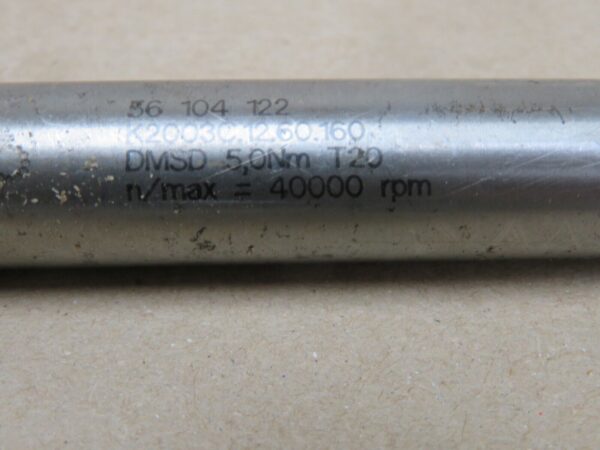 56 104 122
K2003C.12.60.160
DMSD 5,0Nm T20
n/max = 40000 rpm